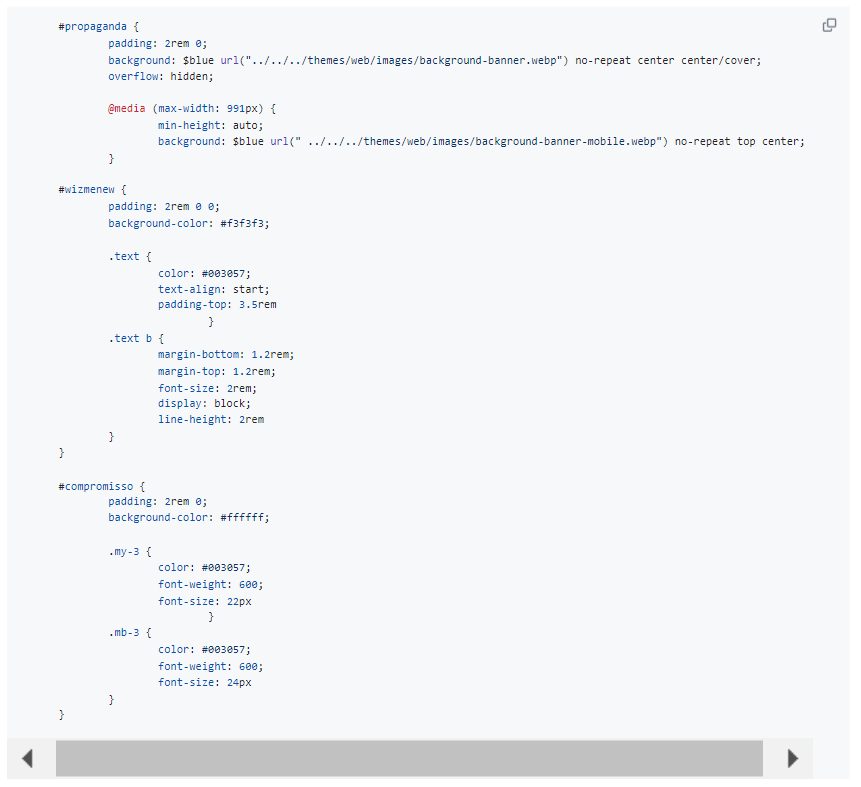 #propaganda {
padding: 2rem 0;
background: $blue url("../../../themes/web/images/background-banner.webp") no-repeat center center/cover;
overflow: hidden;
@media (max-width: 991px) {
min-height: auto;
background: $blue url(" ../../../themes/web/images/background-banner-mobile.webp") no-repeat top center;
}
#wizmenew {
padding: 2rem 0 0;
background-color: #f3f3f3;
.text {
color: #003057;
text-align: start;
padding-top: 3.5rem
}
.text b {
margin-bottom: 1.2rem;
margin-top: 1.2rem;
font-size: 2rem;
display: block;
line-height: 2rem
}
}
#compromisso {
padding: 2rem 0;
background-color: #ffffff;
.my-3 {
color: #003057;
font-weight: 600;
font-size: 22px
}
.mb-3 {
color: #003057;
font-weight: 600;
font-size: 24px
}
}